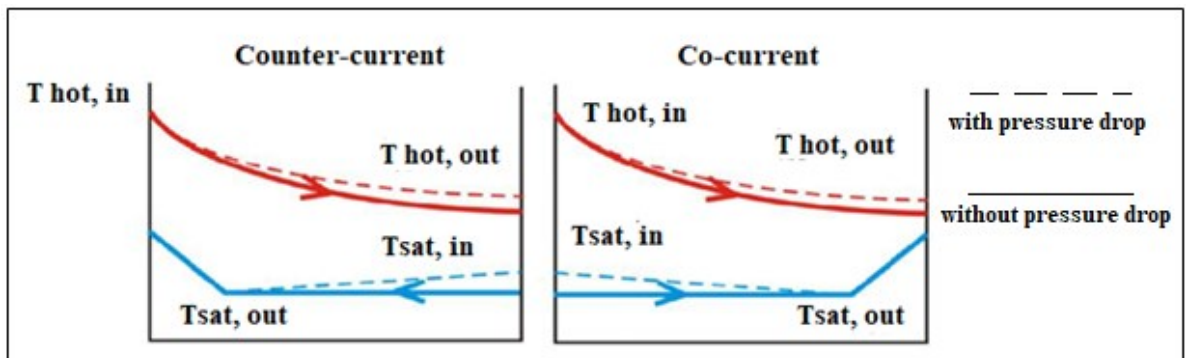 Counter-current
T hot, in
T hot, out
Tsat, in
Tsat, out
Co-current
T hot, in
T hot, out
Tsat, in
Tsat, out
with pressure drop
without pressure drop